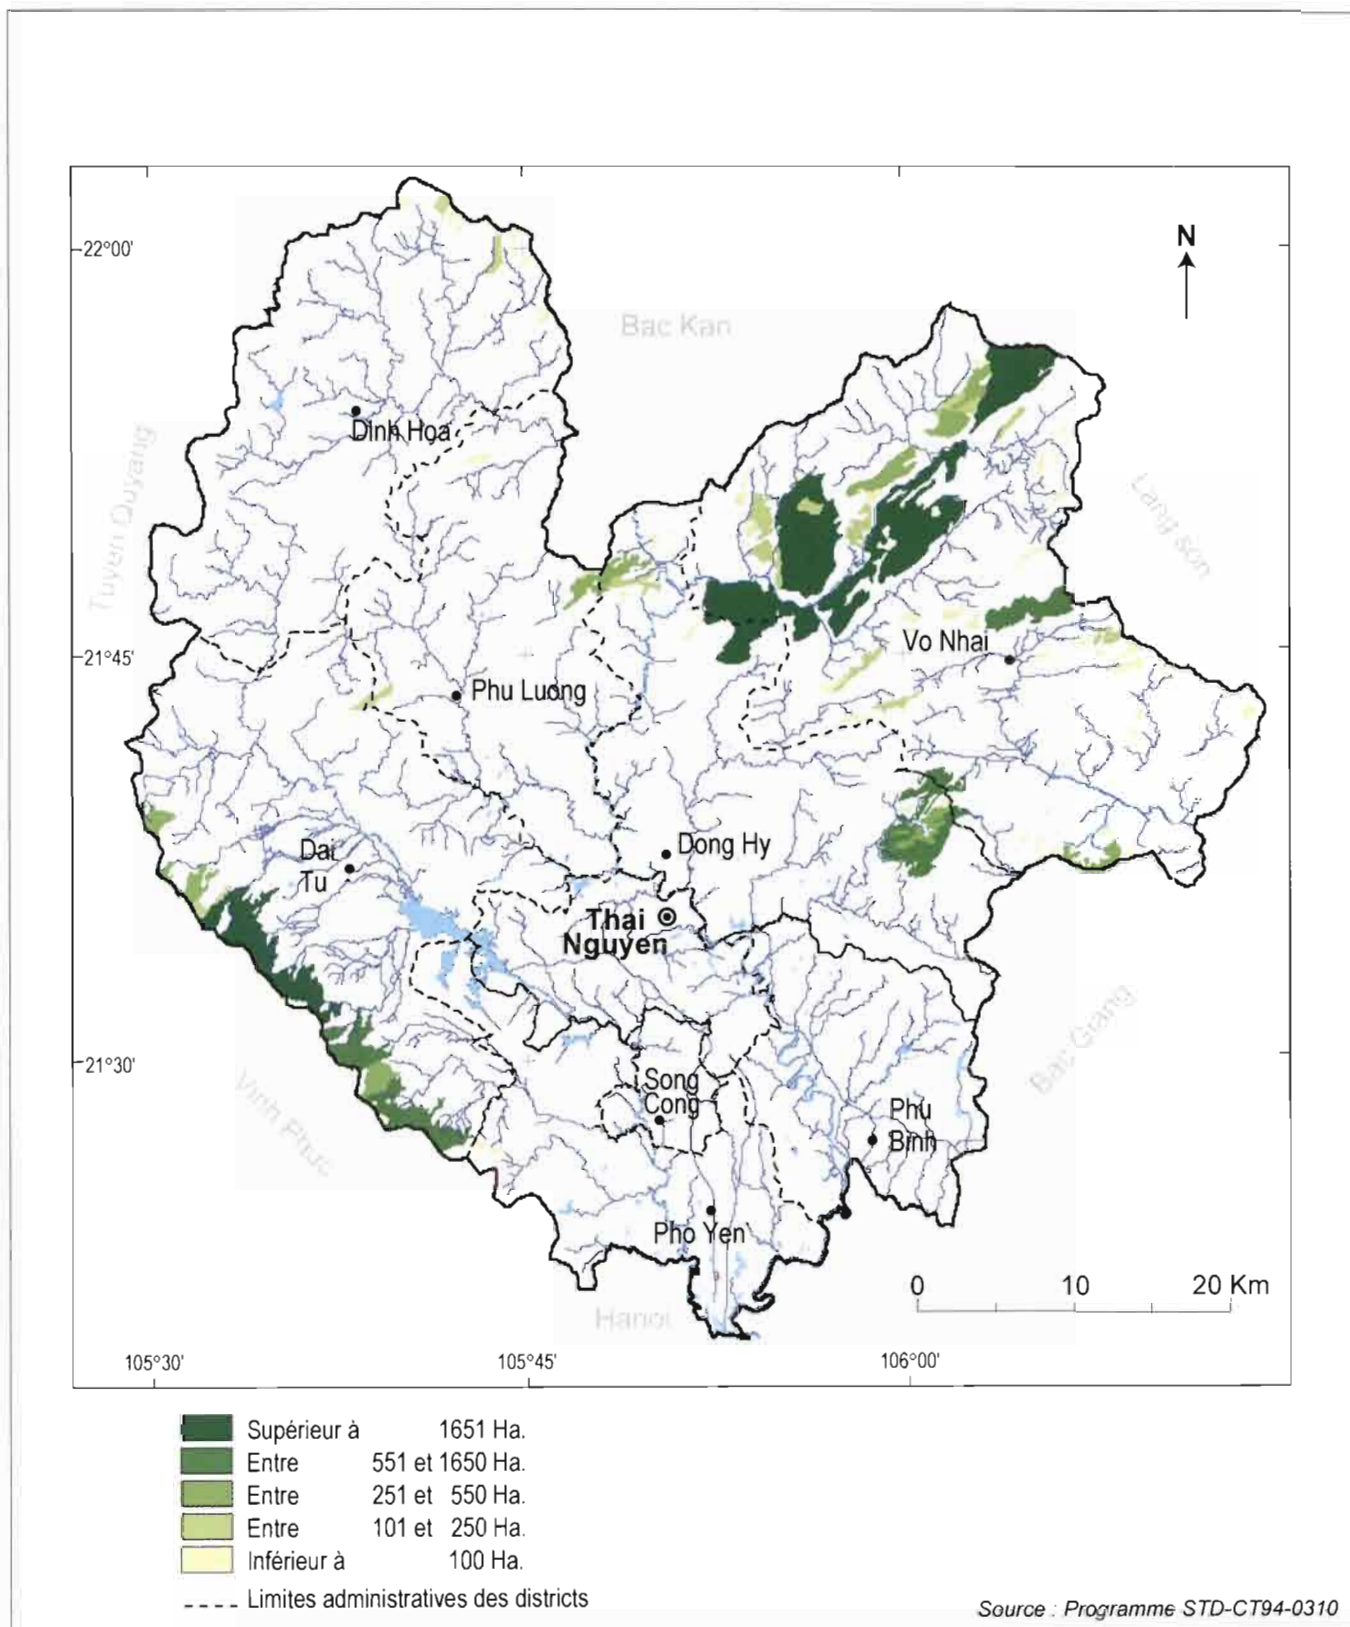 22°00'
N
Bac Kan
Dinh Hoa
Tuyen Quyang
Lang son
Vo Nhai
21°45'
Phu Luong
Dai
Tu
Dong Hy
Thai
Nguyen
21°30'
Vinh Phuc
Bac Giang
Song
Cong
Phu
Binh
Pho Yen
Hanoi
0 10 20 Km
105°30' 105°45' 106°00'
Supérieur à 1651 Ha.
Entre 551 et 1650 Ha.
Entre 251 et 550 Ha.
Entre 101 et 250 Ha.
Inférieur à 100 Ha.
Limites administratives des districts
Source : Programme STD-CT94-0310